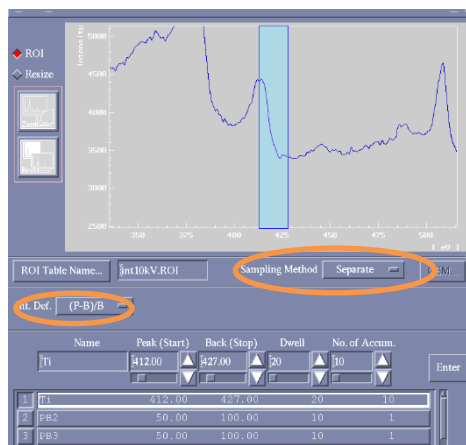 ROI
Resize
Intensity
5000
4500
4000
3500
3000
2500
350 375 400 425 450 475 500
[ eV ]
Zoom
ROI Table Name... int10kV.ROI Sampling Method Separate
Int. Def. (P-B)/B
Name Peak (Start) Back (Stop) Dwell No. of Accum.
Ti 412.00 427.00 20 10 Enter
1 Ti 412.00 427.00 20 10
2 PB2 50.00 100.00 10 1
3 PB3 50.00 100.00 10 1